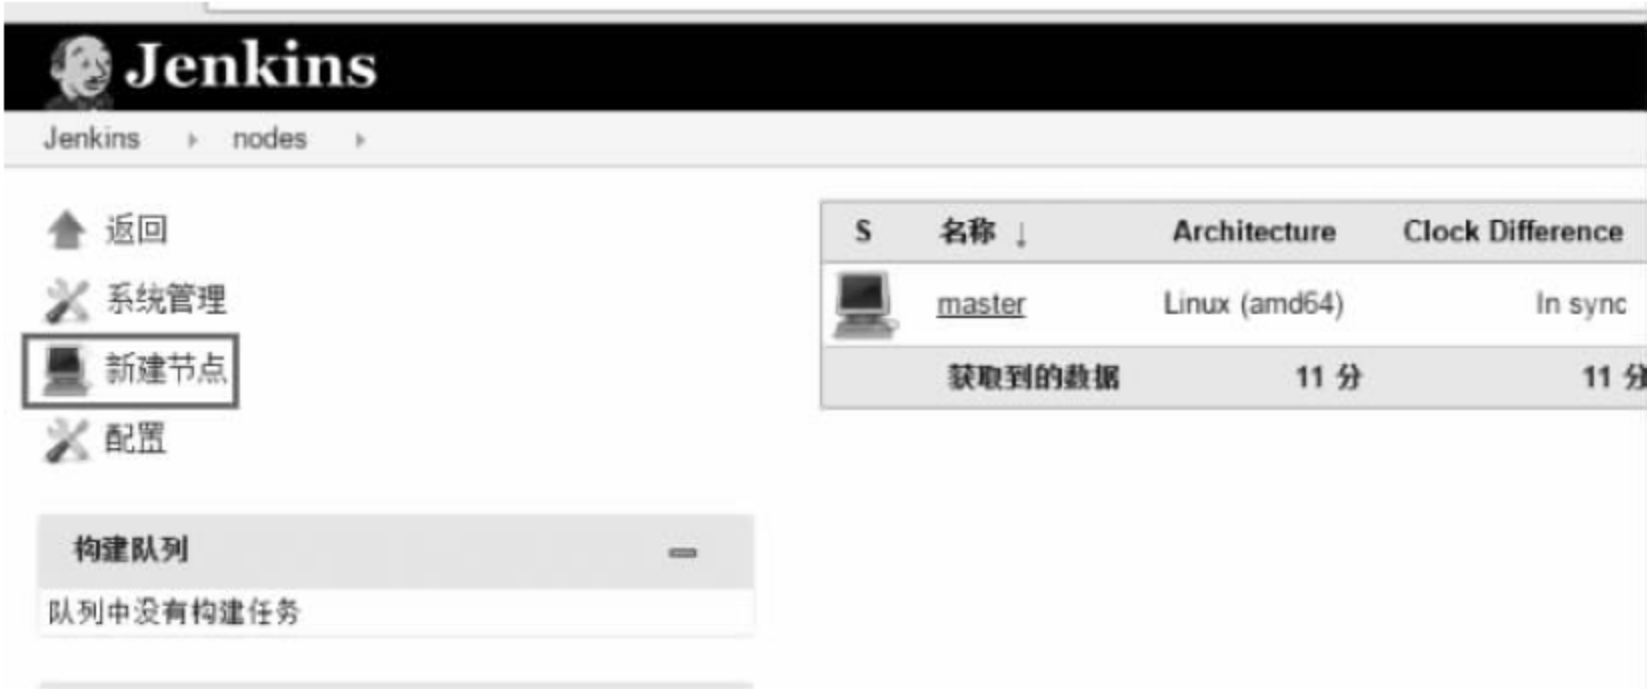 Jenkins
Jenkins nodes
返回
系统管理
新建节点
配置
构建队列
队列中没有构建任务
S 名称 ↓ Architecture Clock Difference
master Linux (amd64) In sync
获取到的数据 11 分 11 分